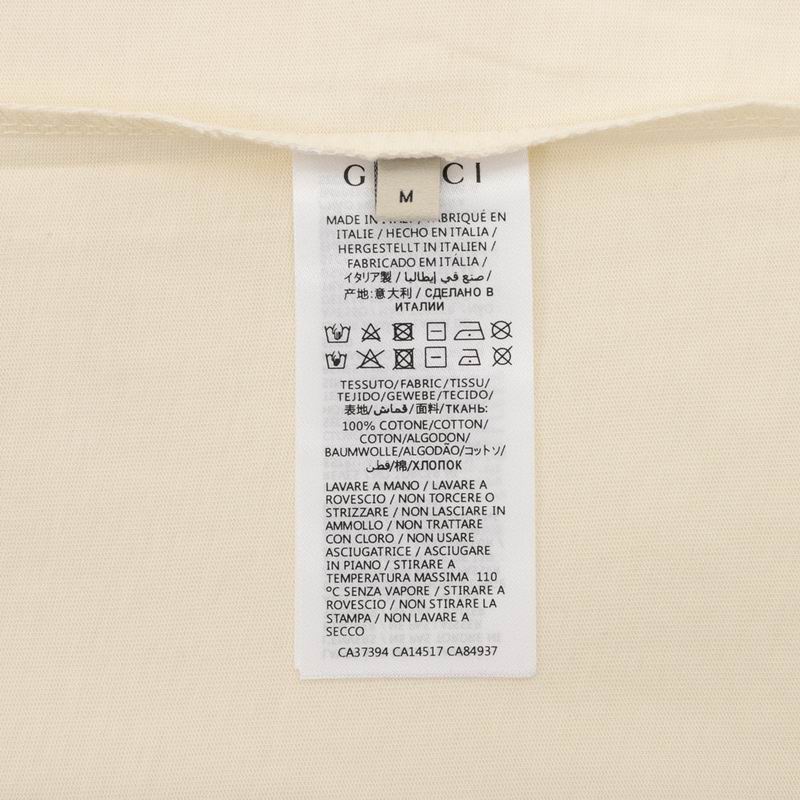 G CI
M
MADE IN ITALY / FABRIQUÉ EN
ITALIE / HECHO EN ITALIA /
HERGESTELLT IN ITALIEN /
FABRICADO EM ITÁLIA /
イタリア製 / صنع في إيطاليا /
产地:意大利 / СДЕЛАНО В
ИТАЛИИ
TESSUTO/FABRIC/TISSU/
TEJIDO/GEWEBE/TECIDO/
表地/قماش/面料/ТКАНЬ:
100% COTONE/COTTON/
COTON/ALGODON/
BAUMWOLLE/ALGODÃO/コットン/
قطن/棉/ХЛОПОК
LAVARE A MANO / LAVARE A
ROVESCIO / NON TORCERE O
STRIZZARE / NON LASCIARE IN
AMMOLLO / NON TRATTARE
CON CLORO / NON USARE
ASCIUGATRICE / ASCIUGARE
IN PIANO / STIRARE A
TEMPERATURA MASSIMA 110
°C SENZA VAPORE / STIRARE A
ROVESCIO / NON STIRARE LA
STAMPA / NON LAVARE A
SECCO
CA37394 CA14517 CA84937